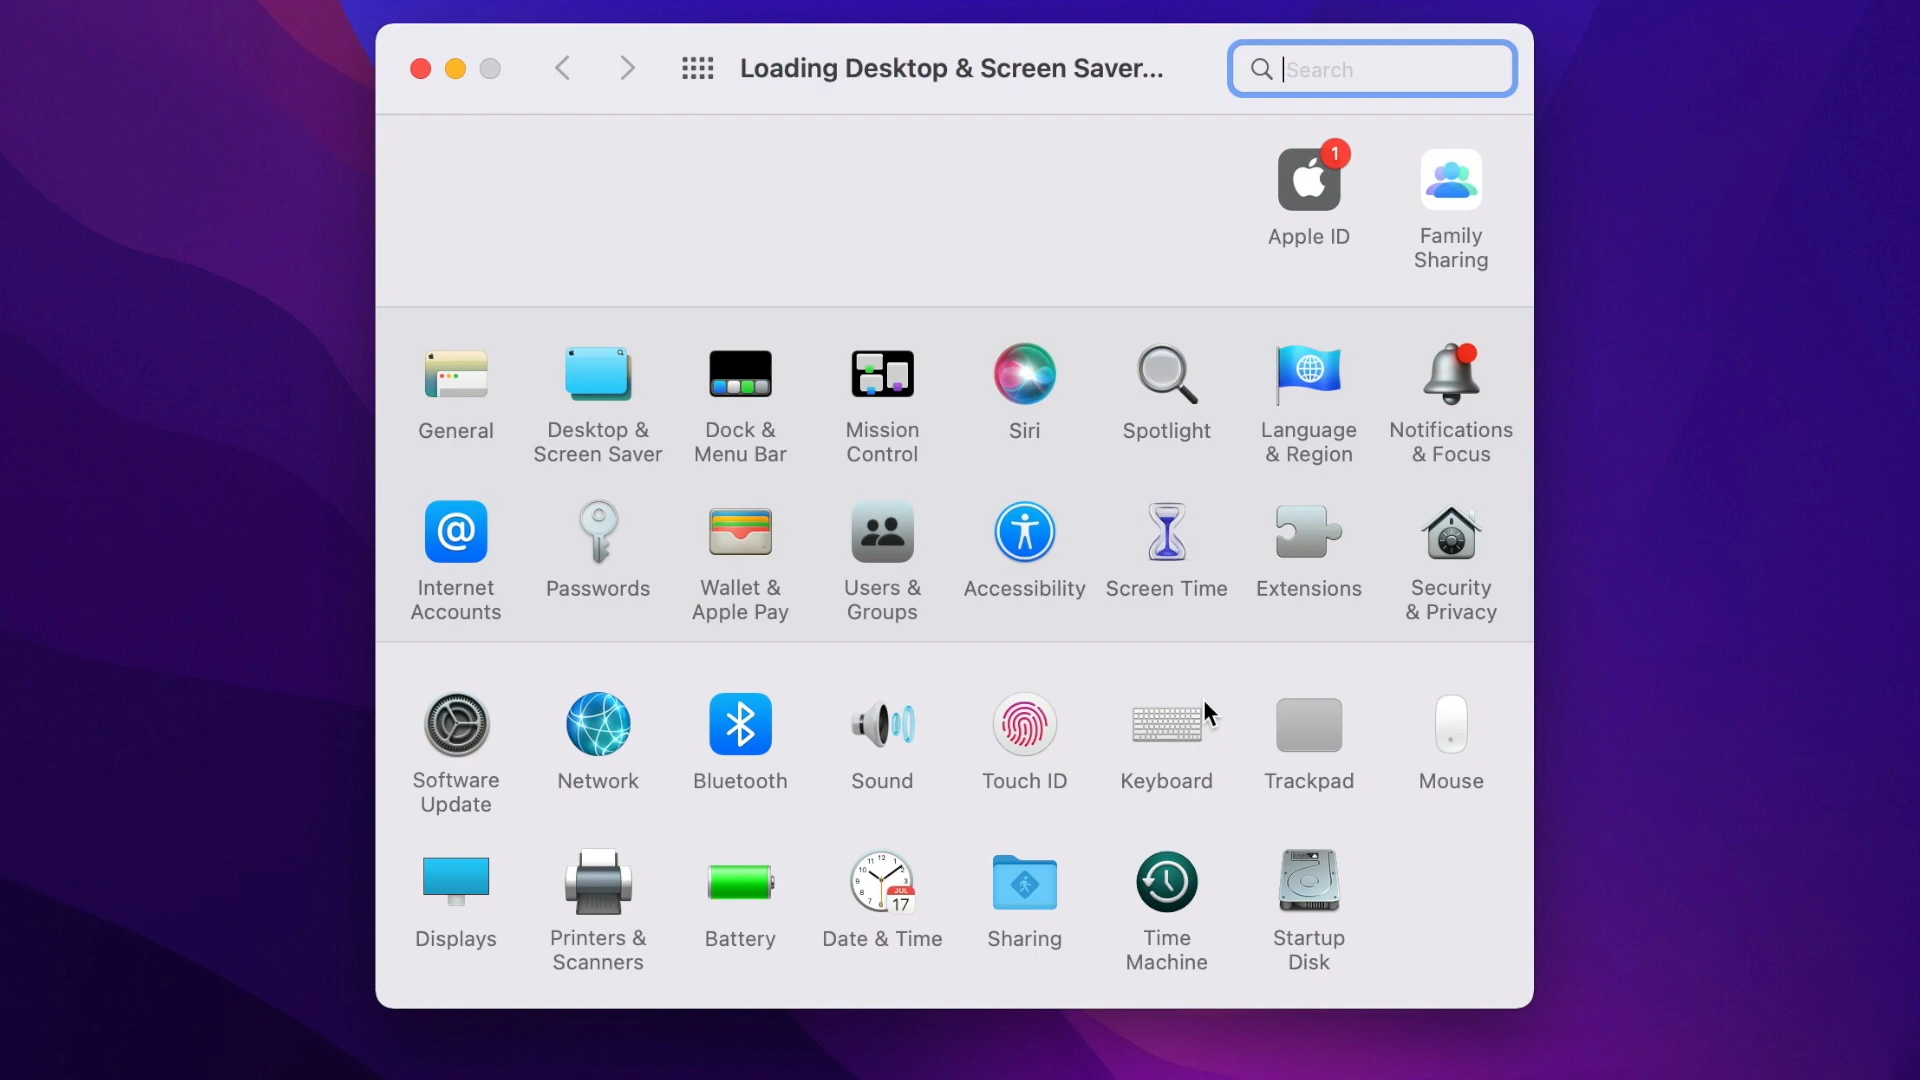 Loading Desktop & Screen Saver...
Search
1
Apple ID
Family
Sharing
General
Desktop &
Screen Saver
Dock &
Menu Bar
Mission
Control
Siri
Spotlight
Language
& Region
Notifications
& Focus
@
Internet
Accounts
Passwords
Wallet &
Apple Pay
Users &
Groups
Accessibility
Screen Time
Extensions
Security
& Privacy
Software
Update
Network
Bluetooth
Sound
Touch ID
Keyboard
Trackpad
Mouse
Displays
Printers &
Scanners
Battery
JUL
17
Date & Time
Sharing
Time
Machine
Startup
Disk